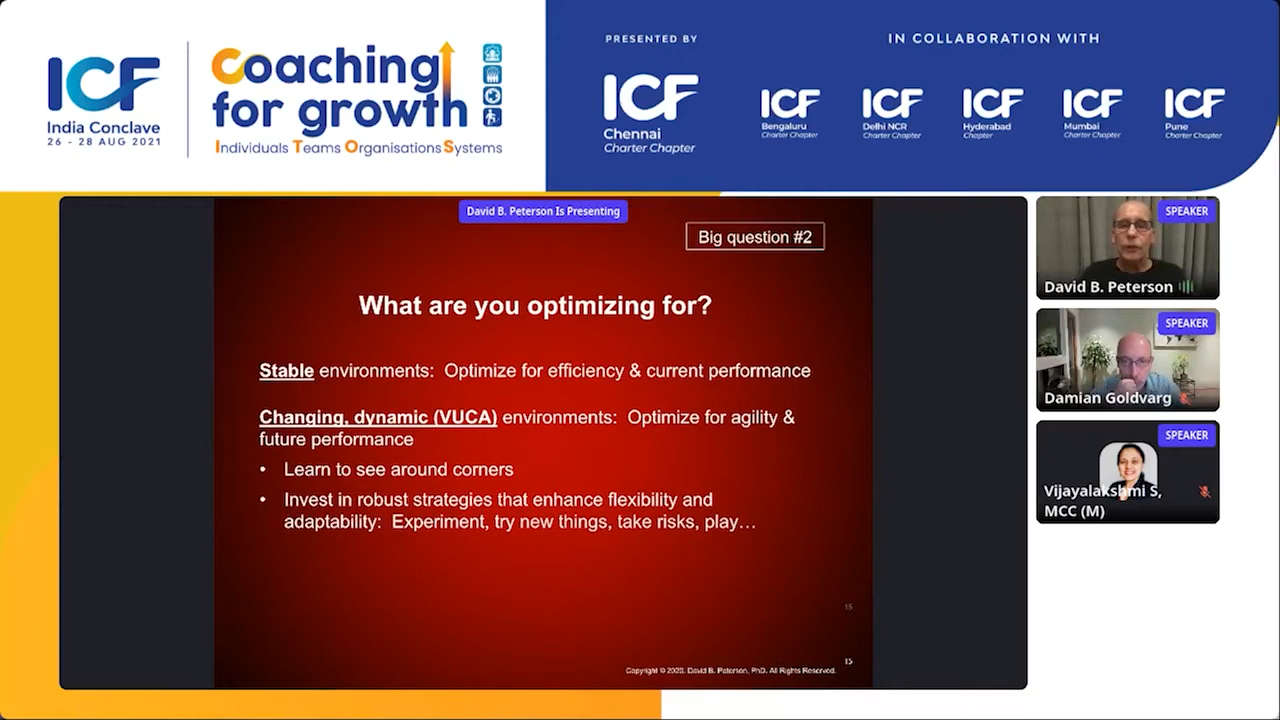 ICF
India Conclave
26 - 28 AUG 2021
Coaching
for growth
Individuals Teams Organisations Systems
PRESENTED BY
ICF
Chennai
Charter Chapter
IN COLLABORATION WITH
ICF
Bengaluru
Charter Chapter
ICF
Delhi NCR
Charter Chapter
ICF
Hyderabad
Chapter
ICF
Mumbai
Charter Chapter
ICF
Pune
Charter Chapter
David B. Peterson Is Presenting
Big question #2
What are you optimizing for?
Stable environments: Optimize for efficiency & current performance
Changing, dynamic (VUCA) environments: Optimize for agility &
future performance
• Learn to see around corners
• Invest in robust strategies that enhance flexibility and
adaptability: Experiment, try new things, take risks, play…
15
15
Copyright © 2020. David B. Peterson, PhD. All Rights Reserved.
SPEAKER
David B. Peterson
SPEAKER
Damian Goldvarg
SPEAKER
Vijayalakshmi S,
MCC (M)